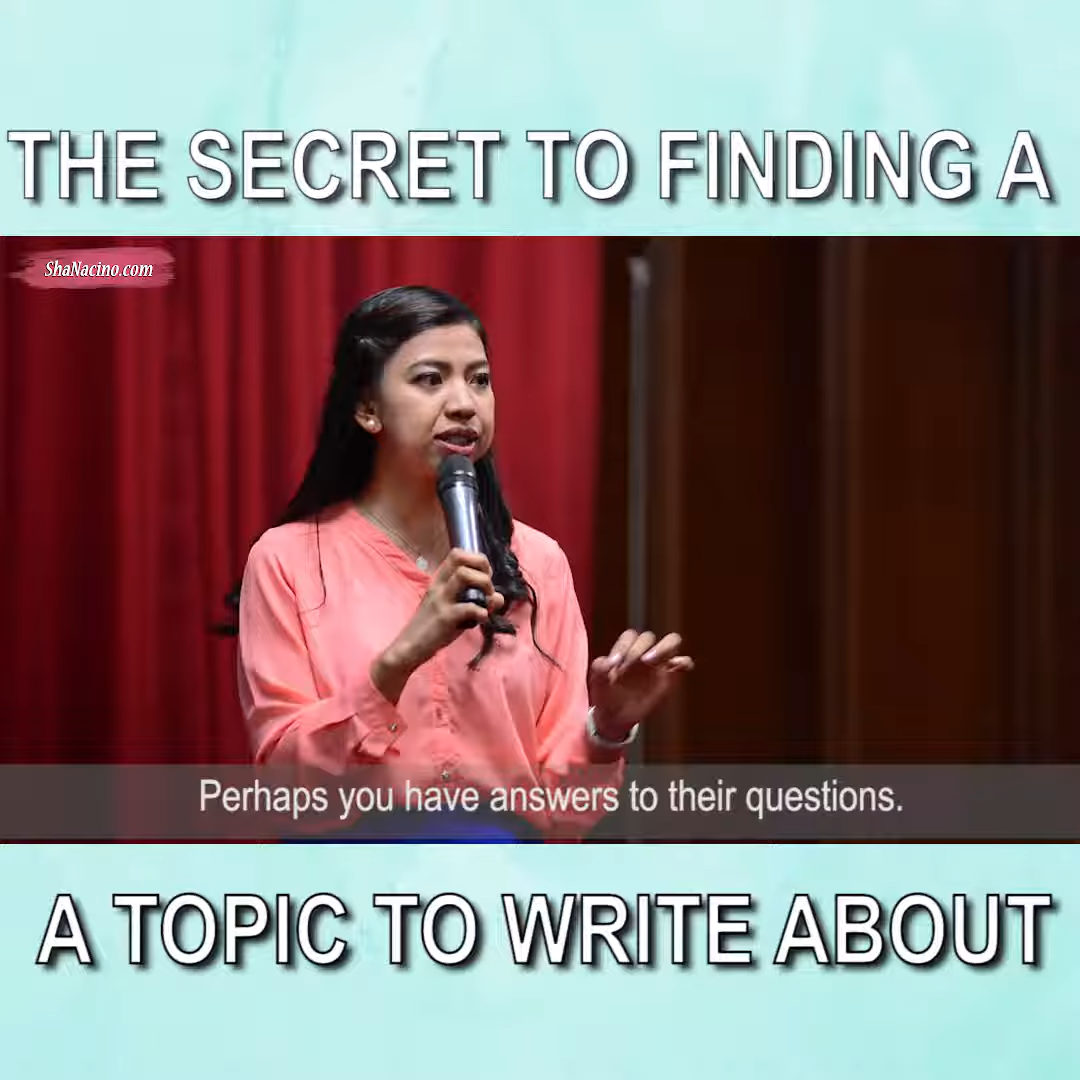 THE SECRET TO FINDING A
ShaNacino.com
Perhaps you have answers to their questions.
A TOPIC TO WRITE ABOUT